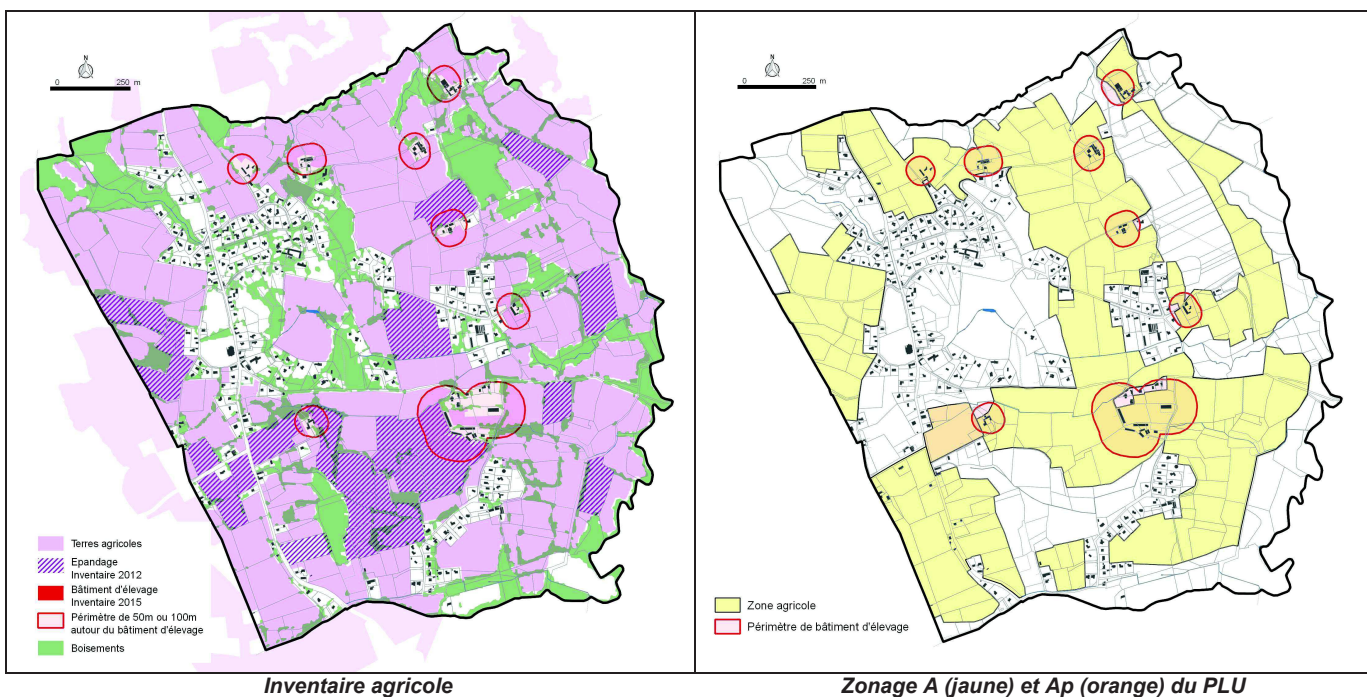 N
0 250 m
Terres agricoles
Epandage
Inventaire 2012
Bâtiment d'élevage
Inventaire 2015
Périmètre de 50m ou 100m
autour du bâtiment d'élevage
Boisements
Inventaire agricole
N
0 250 m
Zone agricole
Périmètre de bâtiment d'élevage
Zonage A (jaune) et Ap (orange) du PLU